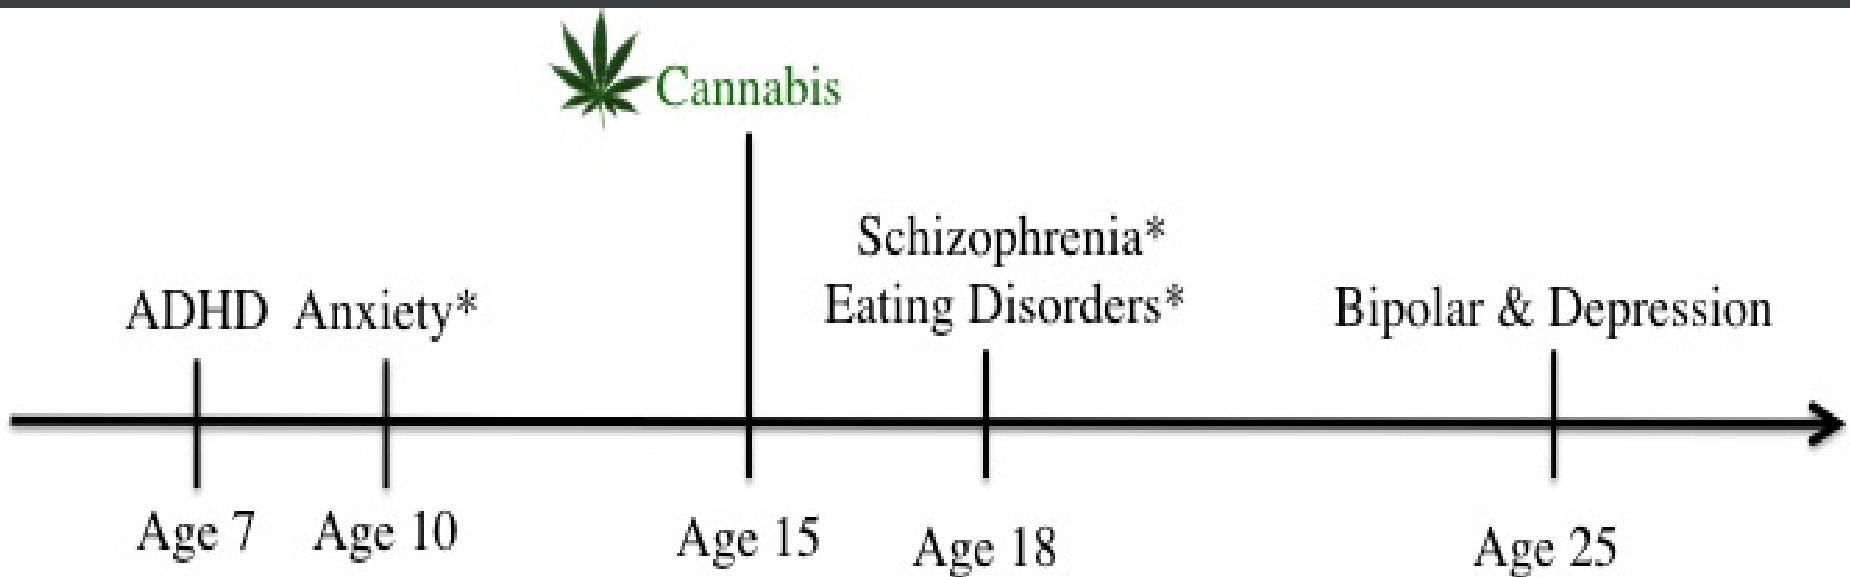 Cannabis
Schizophrenia*
ADHD Anxiety* Eating Disorders* Bipolar & Depression
Age 7 Age 10 Age 15 Age 18 Age 25